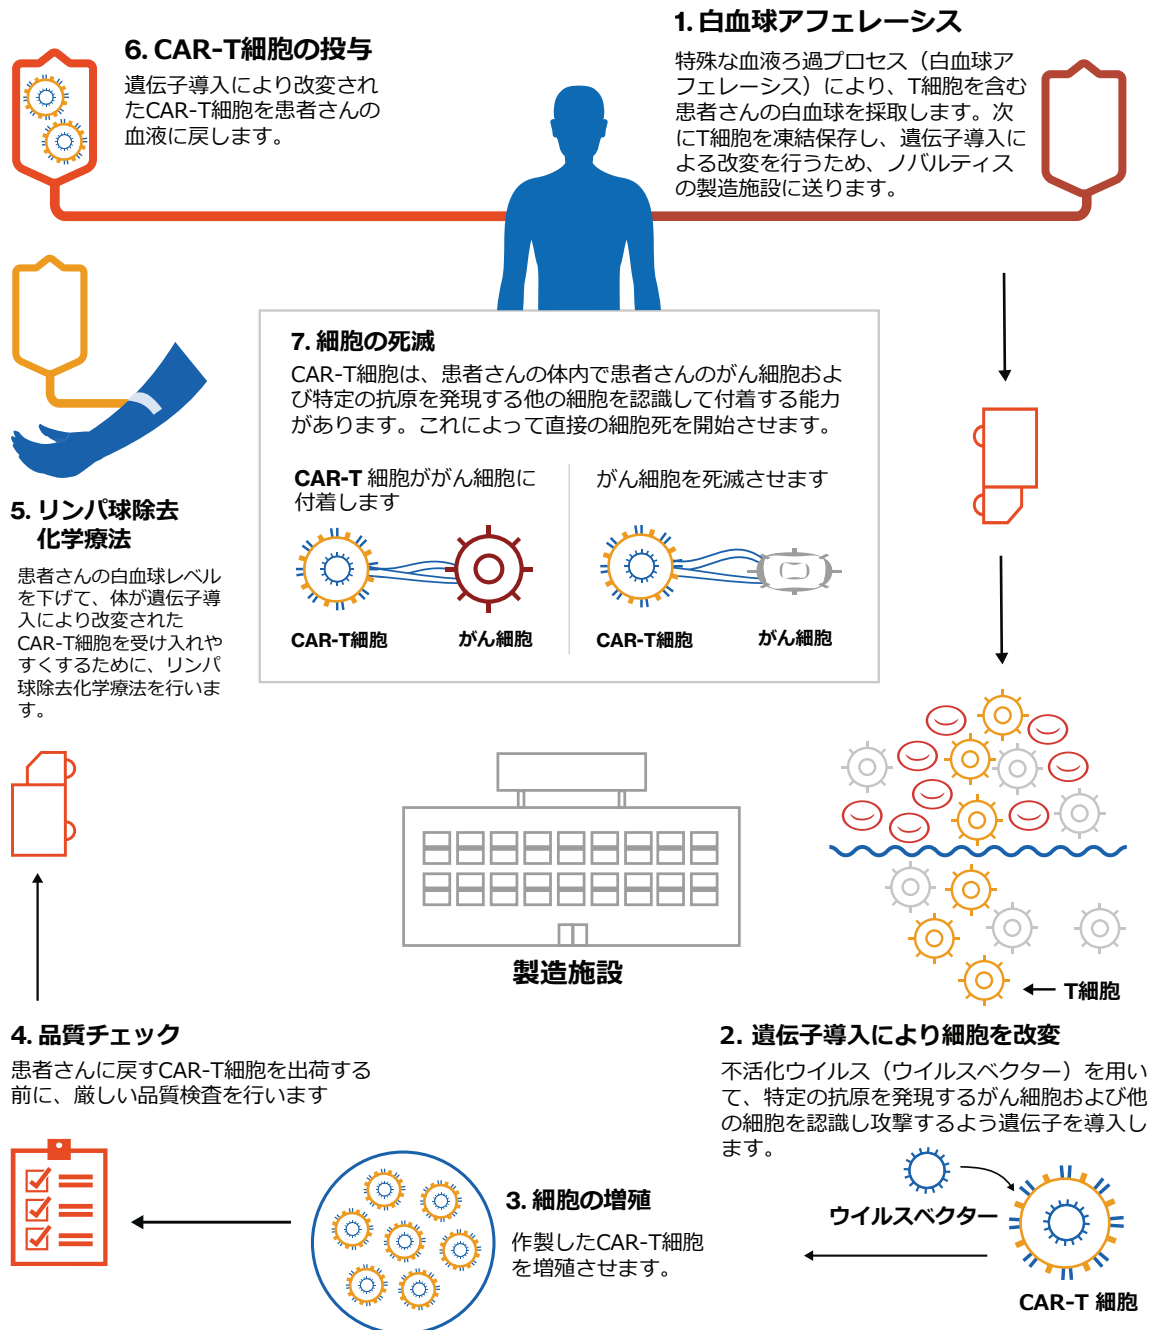 1. 白血球アフェレーシス
特殊な血液ろ過プロセス（白血球ア
フェレーシス）により、T細胞を含む
患者さんの白血球を採取します。次
にT細胞を凍結保存し、遺伝子導入に
よる改変を行うため、ノバルティス
の製造施設に送ります。
6. CAR-T細胞の投与
遺伝子導入により改変され
たCAR-T細胞を患者さんの
血液に戻します。
7. 細胞の死滅
CAR-T細胞は、患者さんの体内で患者さんのがん細胞およ
び特定の抗原を発現する他の細胞を認識して付着する能力
があります。これによって直接の細胞死を開始させます。
CAR-T 細胞ががん細胞に
付着します
がん細胞を死滅させます
CAR-T細胞
がん細胞
CAR-T細胞
がん細胞
5. リンパ球除去
化学療法
患者さんの白血球レベル
を下げて、体が遺伝子導
入により改変された
CAR-T細胞を受け入れや
すくするために、リンパ
球除去化学療法を行いま
す。
製造施設
T細胞
4. 品質チェック
患者さんに戻すCAR-T細胞を出荷する
前に、厳しい品質検査を行います
2. 遺伝子導入により細胞を改変
不活化ウイルス（ウイルスベクター）を用い
て、特定の抗原を発現するがん細胞および他
の細胞を認識し攻撃するよう遺伝子を導入し
ます。
ウイルスベクター
CAR-T 細胞
3. 細胞の増殖
作製したCAR-T細胞
を増殖させます。